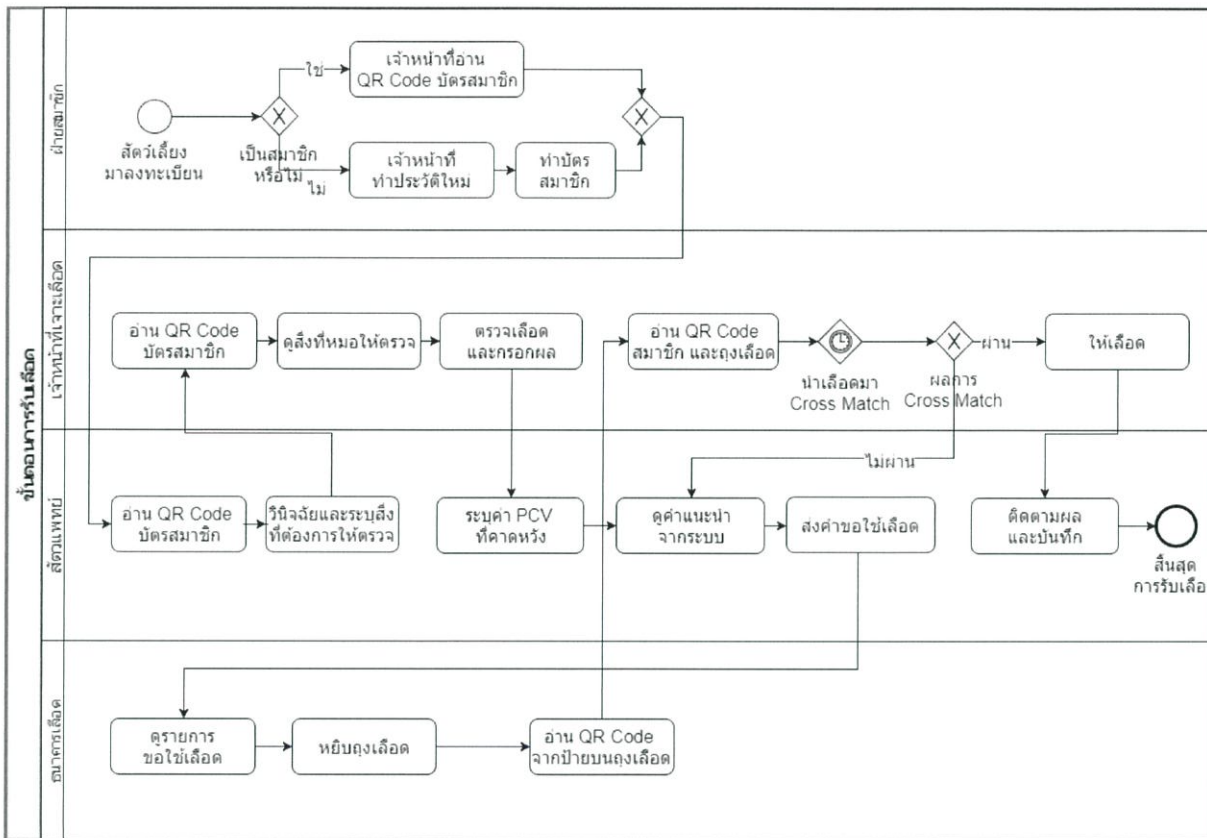 ขั้นตอนการรับเลือด
ฝ่ายสมาชิก
สัตว์เลี้ยง
มาลงทะเบียน
เป็นสมาชิก
หรือไม่
ใช่
ไม่
เจ้าหน้าที่อ่าน
QR Code บัตรสมาชิก
เจ้าหน้าที่
ทำประวัติใหม่
ทำบัตร
สมาชิก
เจ้าหน้าที่เจาะเลือด
อ่าน QR Code
บัตรสมาชิก
ดูสิ่งที่หมอให้ตรวจ
ตรวจเลือด
และกรอกผล
อ่าน QR Code
สมาชิก และถุงเลือด
นำเลือดมา
Cross Match
ผลการ
Cross Match
ผ่าน
ไม่ผ่าน
ให้เลือด
สัตวแพทย์
อ่าน QR Code
บัตรสมาชิก
วินิจฉัยและระบุสิ่ง
ที่ต้องการให้ตรวจ
ระบุค่า PCV
ที่คาดหวัง
ดูคำแนะนำ
จากระบบ
ส่งคำขอใช้เลือด
ติดตามผล
และบันทึก
สิ้นสุด
การรับเลือ
ธนาคารเลือด
ดูรายการ
ขอใช้เลือด
หยิบถุงเลือด
อ่าน QR Code
จากป้ายบนถุงเลือด